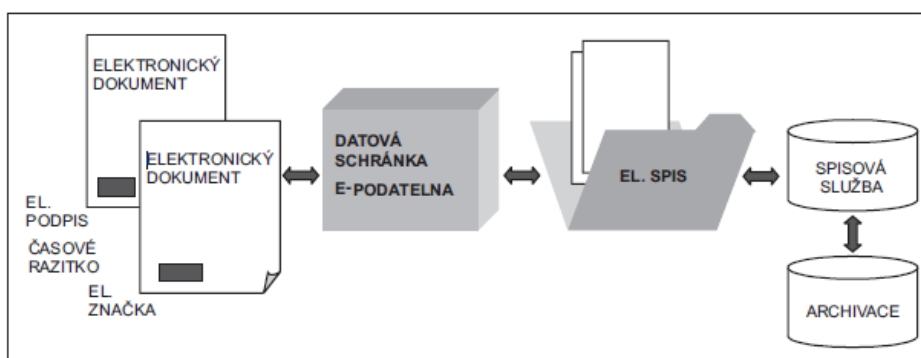 ELEKTRONICKÝ
DOKUMENT
ELEKTRONICKÝ
DOKUMENT
EL.
PODPIS
ČASOVÉ
RAZITKO
EL.
ZNAČKA
DATOVÁ
SCHRÁNKA
E-PODATELNA
EL. SPIS
SPISOVÁ
SLUŽBA
ARCHIVACE